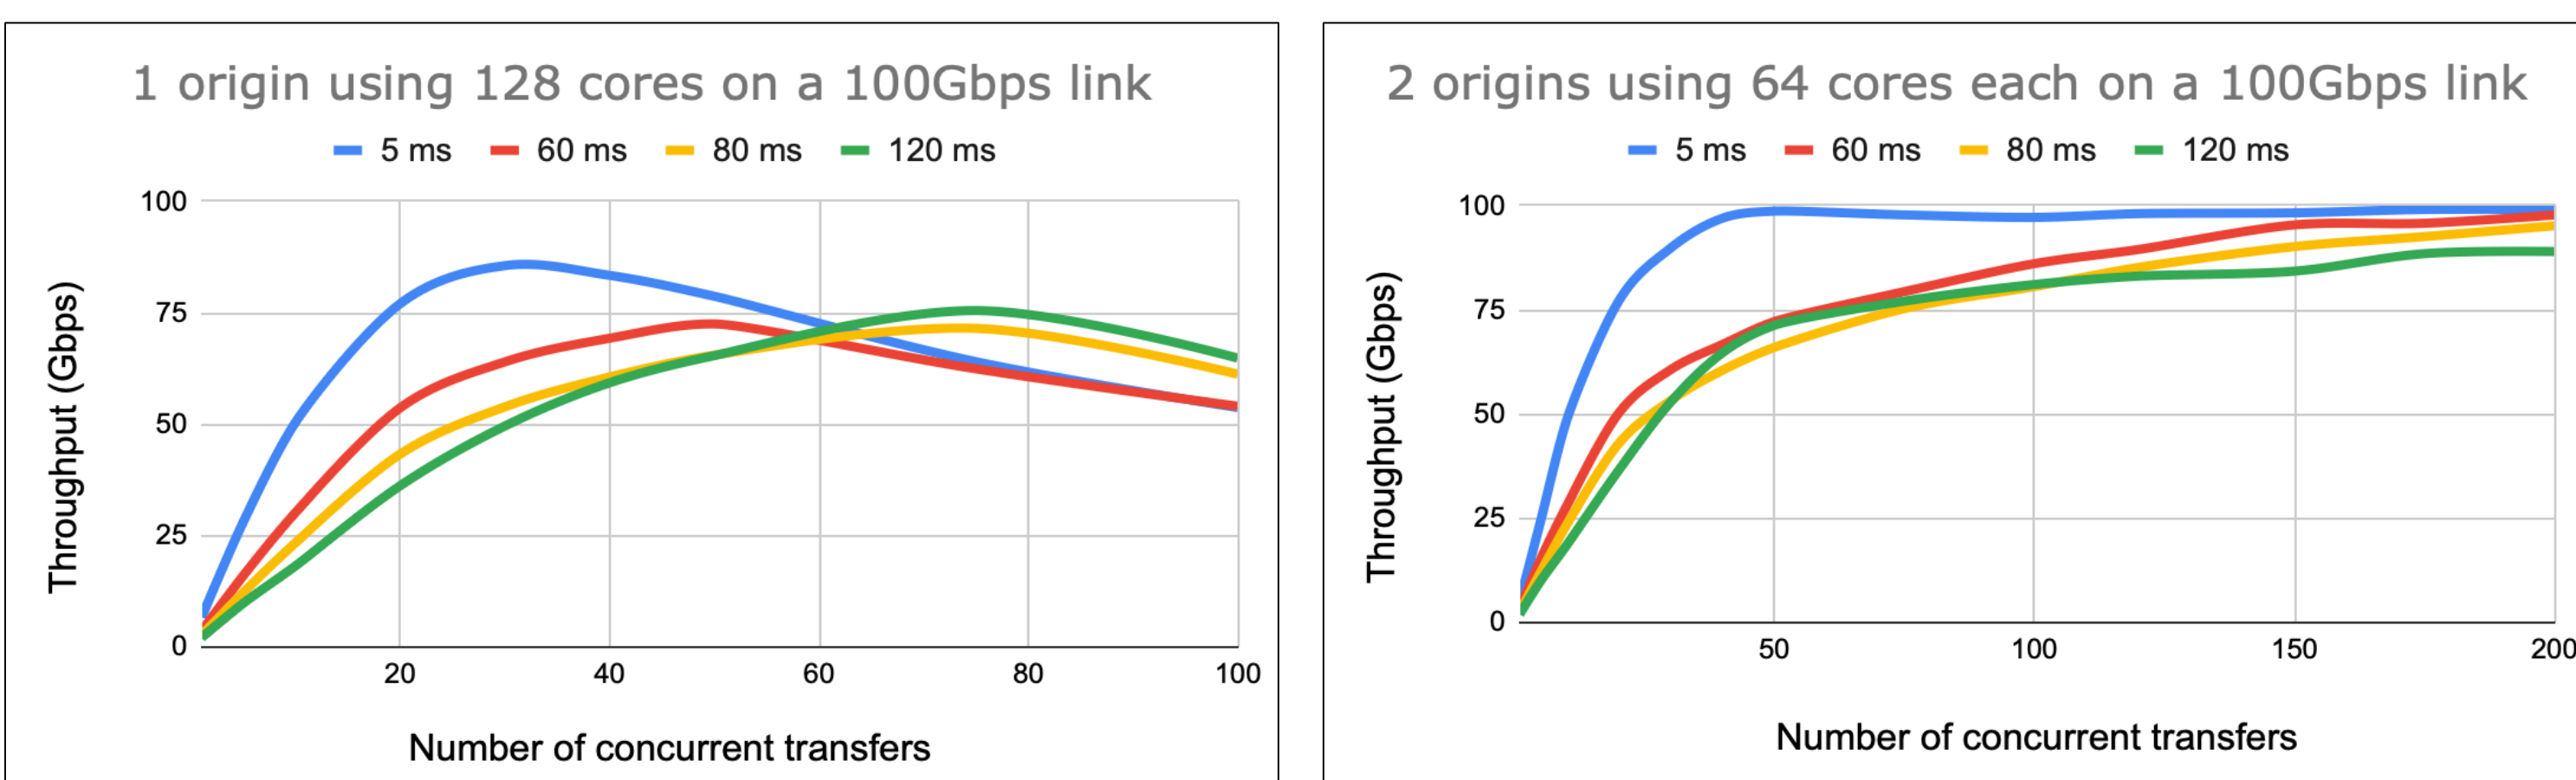 1 origin using 128 cores on a 100Gbps link
5 ms 60 ms 80 ms 120 ms
Throughput (Gbps)
100
75
50
25
0
20 40 60 80 100
Number of concurrent transfers
2 origins using 64 cores each on a 100Gbps link
5 ms 60 ms 80 ms 120 ms
Throughput (Gbps)
100
75
50
25
0
50 100 150 200
Number of concurrent transfers